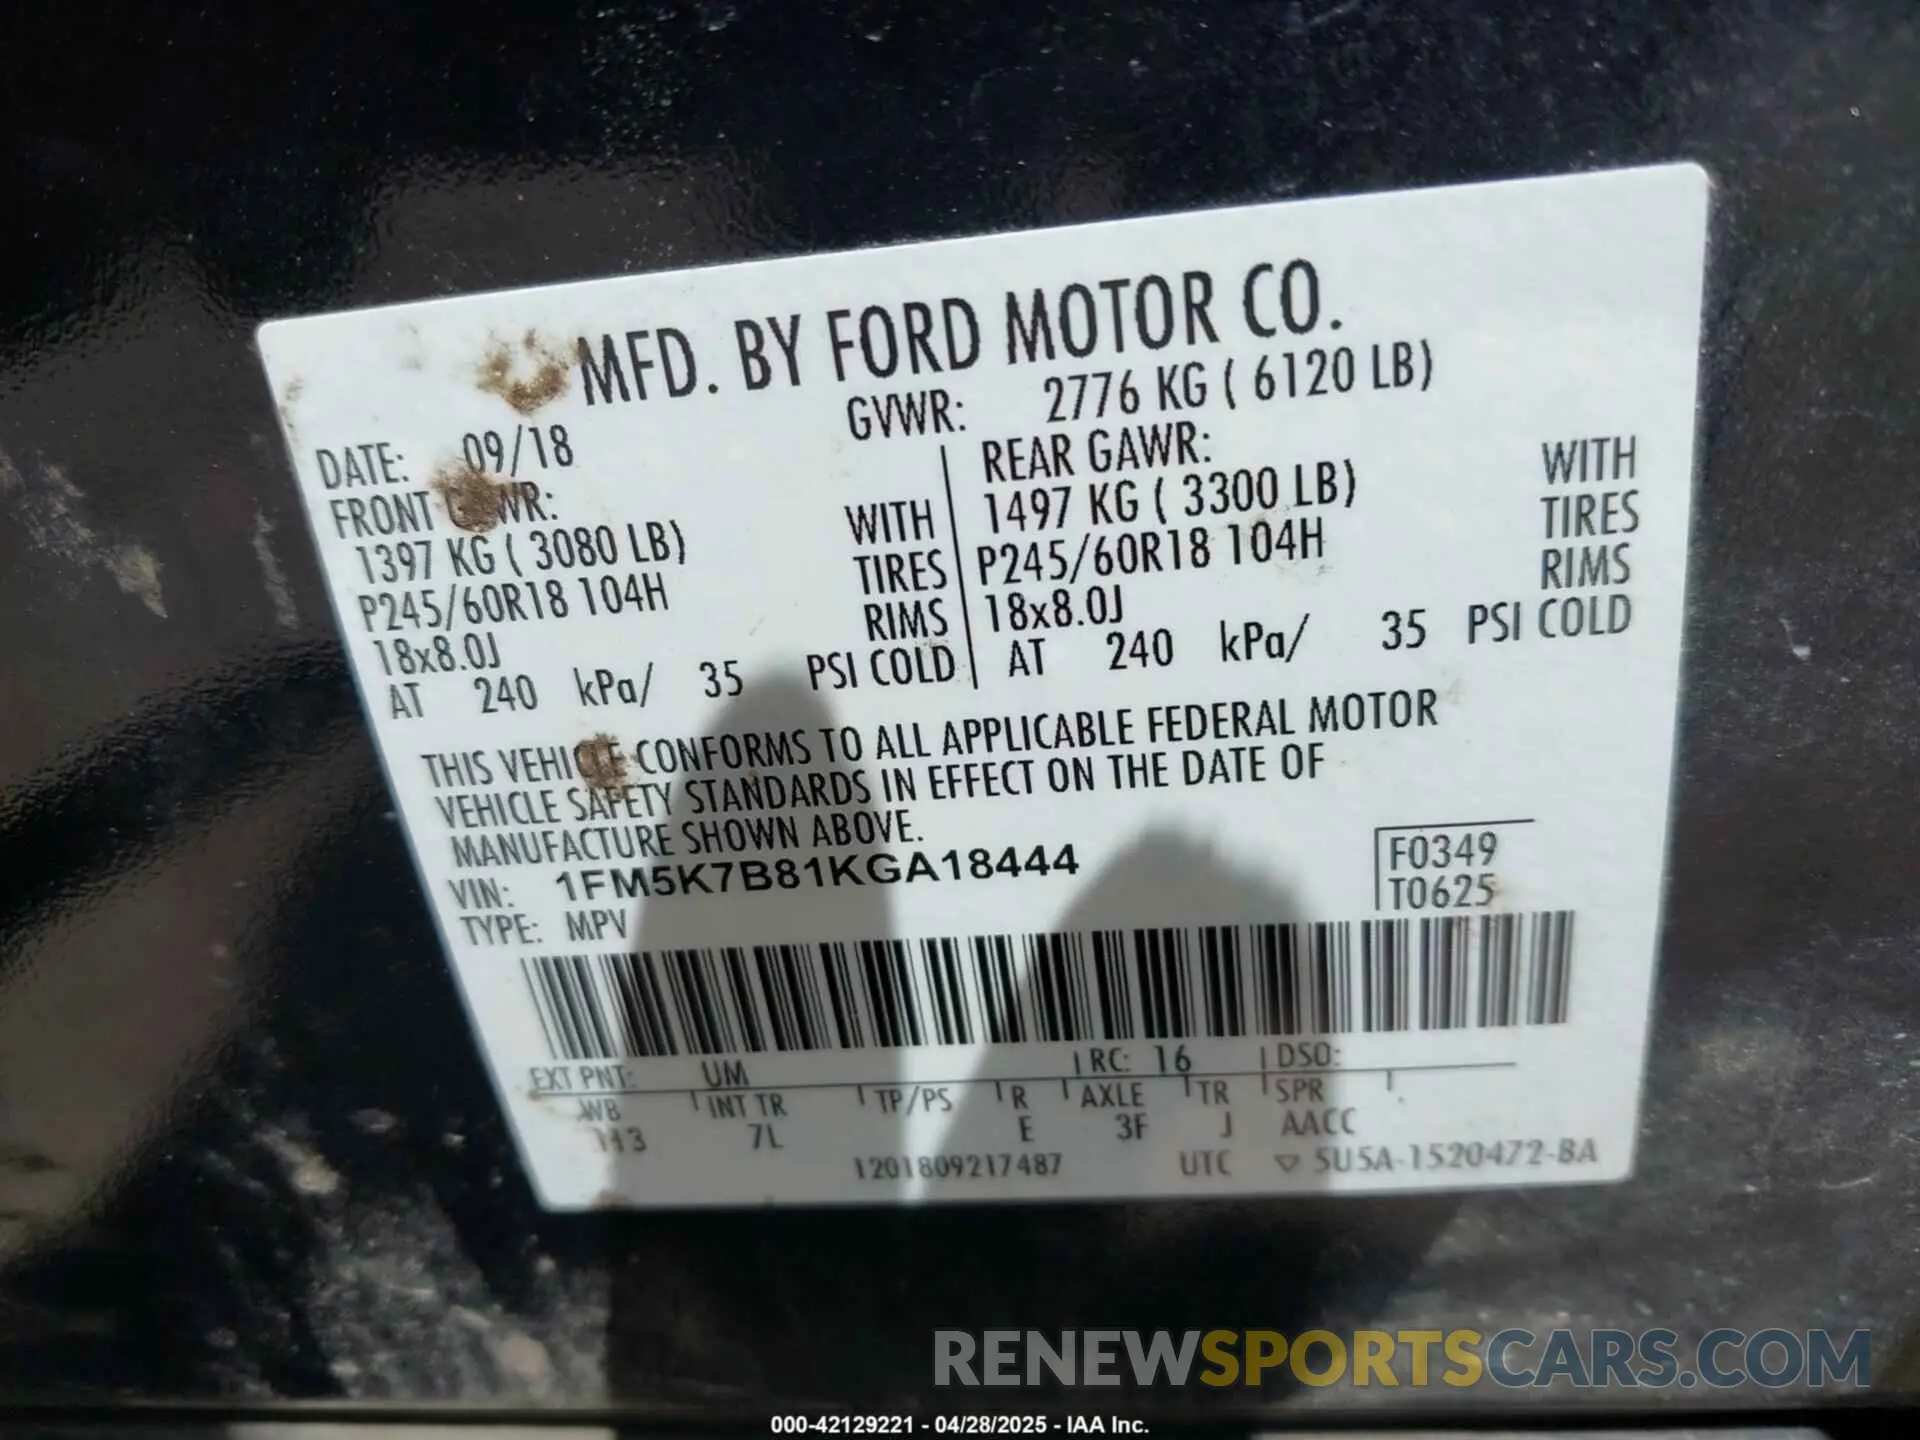 MFD. BY FORD MOTOR CO.
DATE: 09/18 GVWR: 2776 KG ( 6120 LB)
FRONT GAWR: REAR GAWR:
1397 KG ( 3080 LB) WITH 1497 KG ( 3300 LB) WITH
P245/60R18 104H TIRES P245/60R18 104H TIRES
18x8.0J RIMS 18x8.0J RIMS
AT 240 kPa/ 35 PSI COLD AT 240 kPa/ 35 PSI COLD
THIS VEHICLE CONFORMS TO ALL APPLICABLE FEDERAL MOTOR
VEHICLE SAFETY STANDARDS IN EFFECT ON THE DATE OF
MANUFACTURE SHOWN ABOVE.
VIN: 1FM5K7B81KGA18444 F0349
TYPE: MPV T0625
EXT PNT: UM RC: 16 DSO:
WB INT TR TP/PS R AXLE TR SPR
113 7L E 3F J AACC
1201809217487 UTC ▽ 5U5A-1520472-BA
RENEWSPORTSCARS.COM
000-42129221 - 04/28/2025 - IAA Inc.